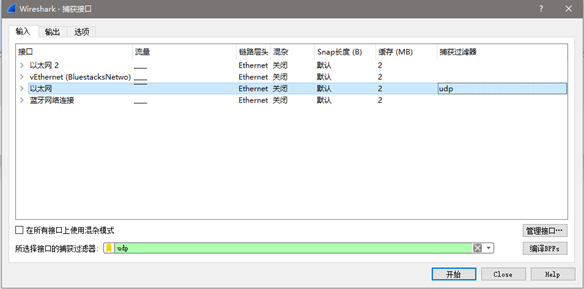 Wireshark · 捕获接口
输入 输出 选项
接口 流量 链路层头 混杂 Snap长度 (B) 缓存 (MB) 捕获过滤器
以太网 2 Ethernet 关闭 默认 2
vEthernet (BluestacksNetwo) Ethernet 关闭 默认 2
以太网 Ethernet 关闭 默认 2 udp
蓝牙网络连接 Ethernet 关闭 默认 2
在所有接口上使用混杂模式 管理接口…
所选择接口的捕获过滤器: udp 编译BPFs
开始 Close Help